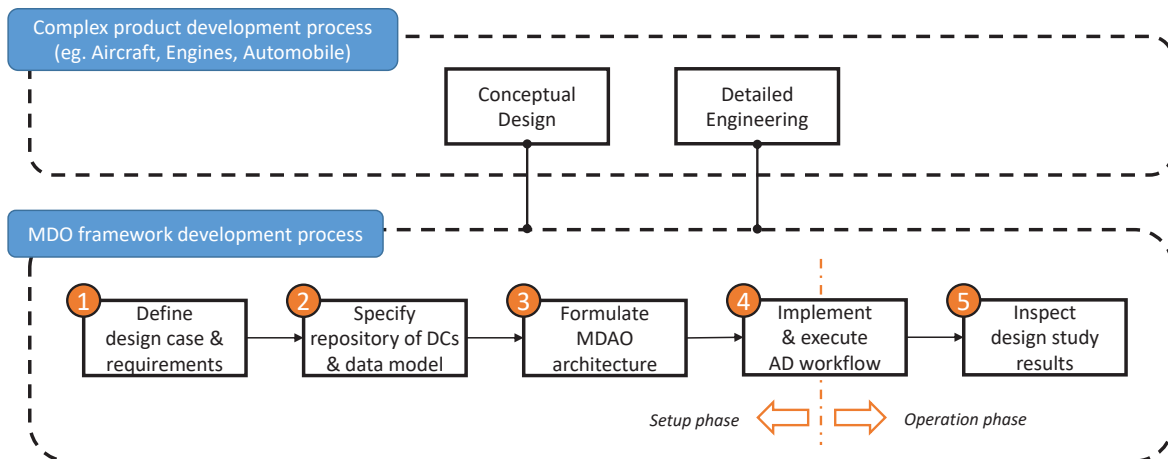 Complex product development process
(eg. Aircraft, Engines, Automobile)
Conceptual
Design
Detailed
Engineering
MDO framework development process
1
Define
design case &
requirements
2
Specify
repository of DCs
& data model
3
Formulate
MDAO
architecture
4
Implement
& execute
AD workflow
5
Inspect
design study
results
Setup phase
Operation phase